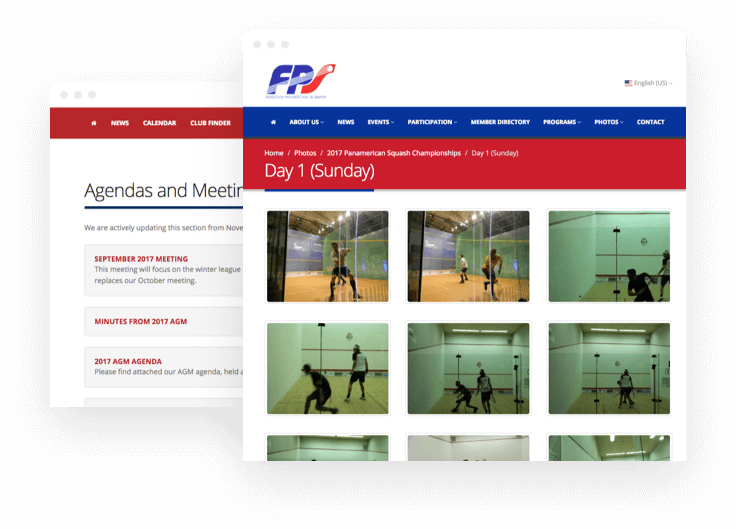 NEWS CALENDAR CLUB FINDER
Agendas and Meetin
We are actively updating this section from Nove
SEPTEMBER 2017 MEETING
This meeting will focus on the winter league
replaces our October meeting.
MINUTES FROM 2017 AGM
2017 AGM AGENDA
Please find attached our AGM agenda, held a
FPS
English (US)
ABOUT US NEWS EVENTS PARTICIPATION MEMBER DIRECTORY PROGRAMS PHOTOS CONTACT
Home / Photos / 2017 Panamerican Squash Championships / Day 1 (Sunday)
Day 1 (Sunday)